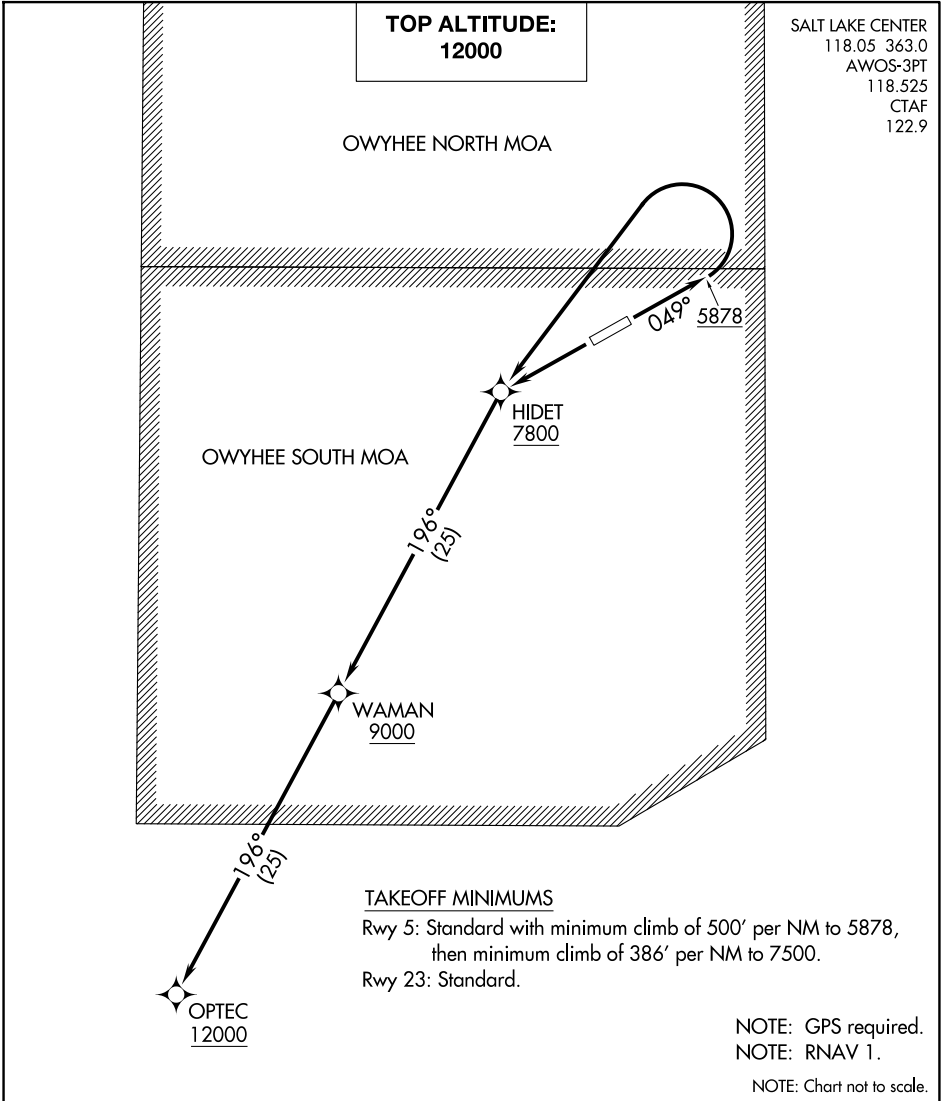 TOP ALTITUDE:
12000
SALT LAKE CENTER
118.05 363.0
AWOS-3PT
118.525
CTAF
122.9
OWYHEE NORTH MOA
049°
5878
HIDET
7800
OWYHEE SOUTH MOA
196°
(25)
WAMAN
9000
196°
(25)
TAKEOFF MINIMUMS
Rwy 5: Standard with minimum climb of 500' per NM to 5878,
then minimum climb of 386' per NM to 7500.
Rwy 23: Standard.
OPTEC
12000
NOTE: GPS required.
NOTE: RNAV 1.
NOTE: Chart not to scale.